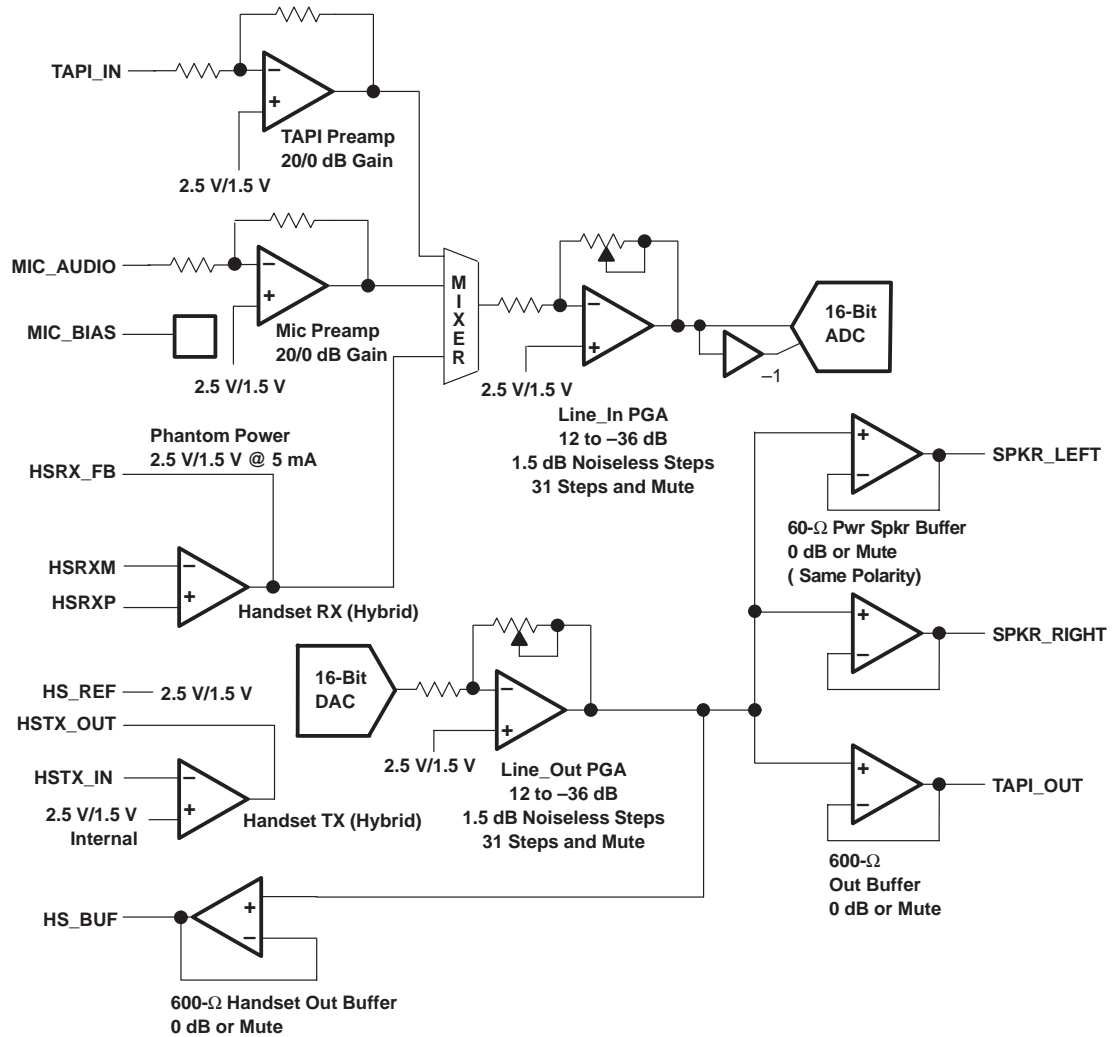 TAPI_IN
−
+
TAPI Preamp
20/0 dB Gain
2.5 V/1.5 V
MIC_AUDIO
−
+
MIC_BIAS
Mic Preamp
20/0 dB Gain
2.5 V/1.5 V
MIXER
−
+
2.5 V/1.5 V
16-Bit
ADC
–1
Line_In PGA
12 to –36 dB
1.5 dB Noiseless Steps
31 Steps and Mute
Phantom Power
2.5 V/1.5 V @ 5 mA
HSRX_FB
HSRXM
−
HSRXP
+
Handset RX (Hybrid)
+
−
SPKR_LEFT
60-Ω Pwr Spkr Buffer
0 dB or Mute
( Same Polarity)
+
−
SPKR_RIGHT
16-Bit
DAC
−
+
2.5 V/1.5 V
Line_Out PGA
12 to –36 dB
1.5 dB Noiseless Steps
31 Steps and Mute
HS_REF
2.5 V/1.5 V
HSTX_OUT
HSTX_IN
−
+
2.5 V/1.5 V
Internal
Handset TX (Hybrid)
+
−
TAPI_OUT
600-Ω
Out Buffer
0 dB or Mute
HS_BUF
+
−
600-Ω Handset Out Buffer
0 dB or Mute